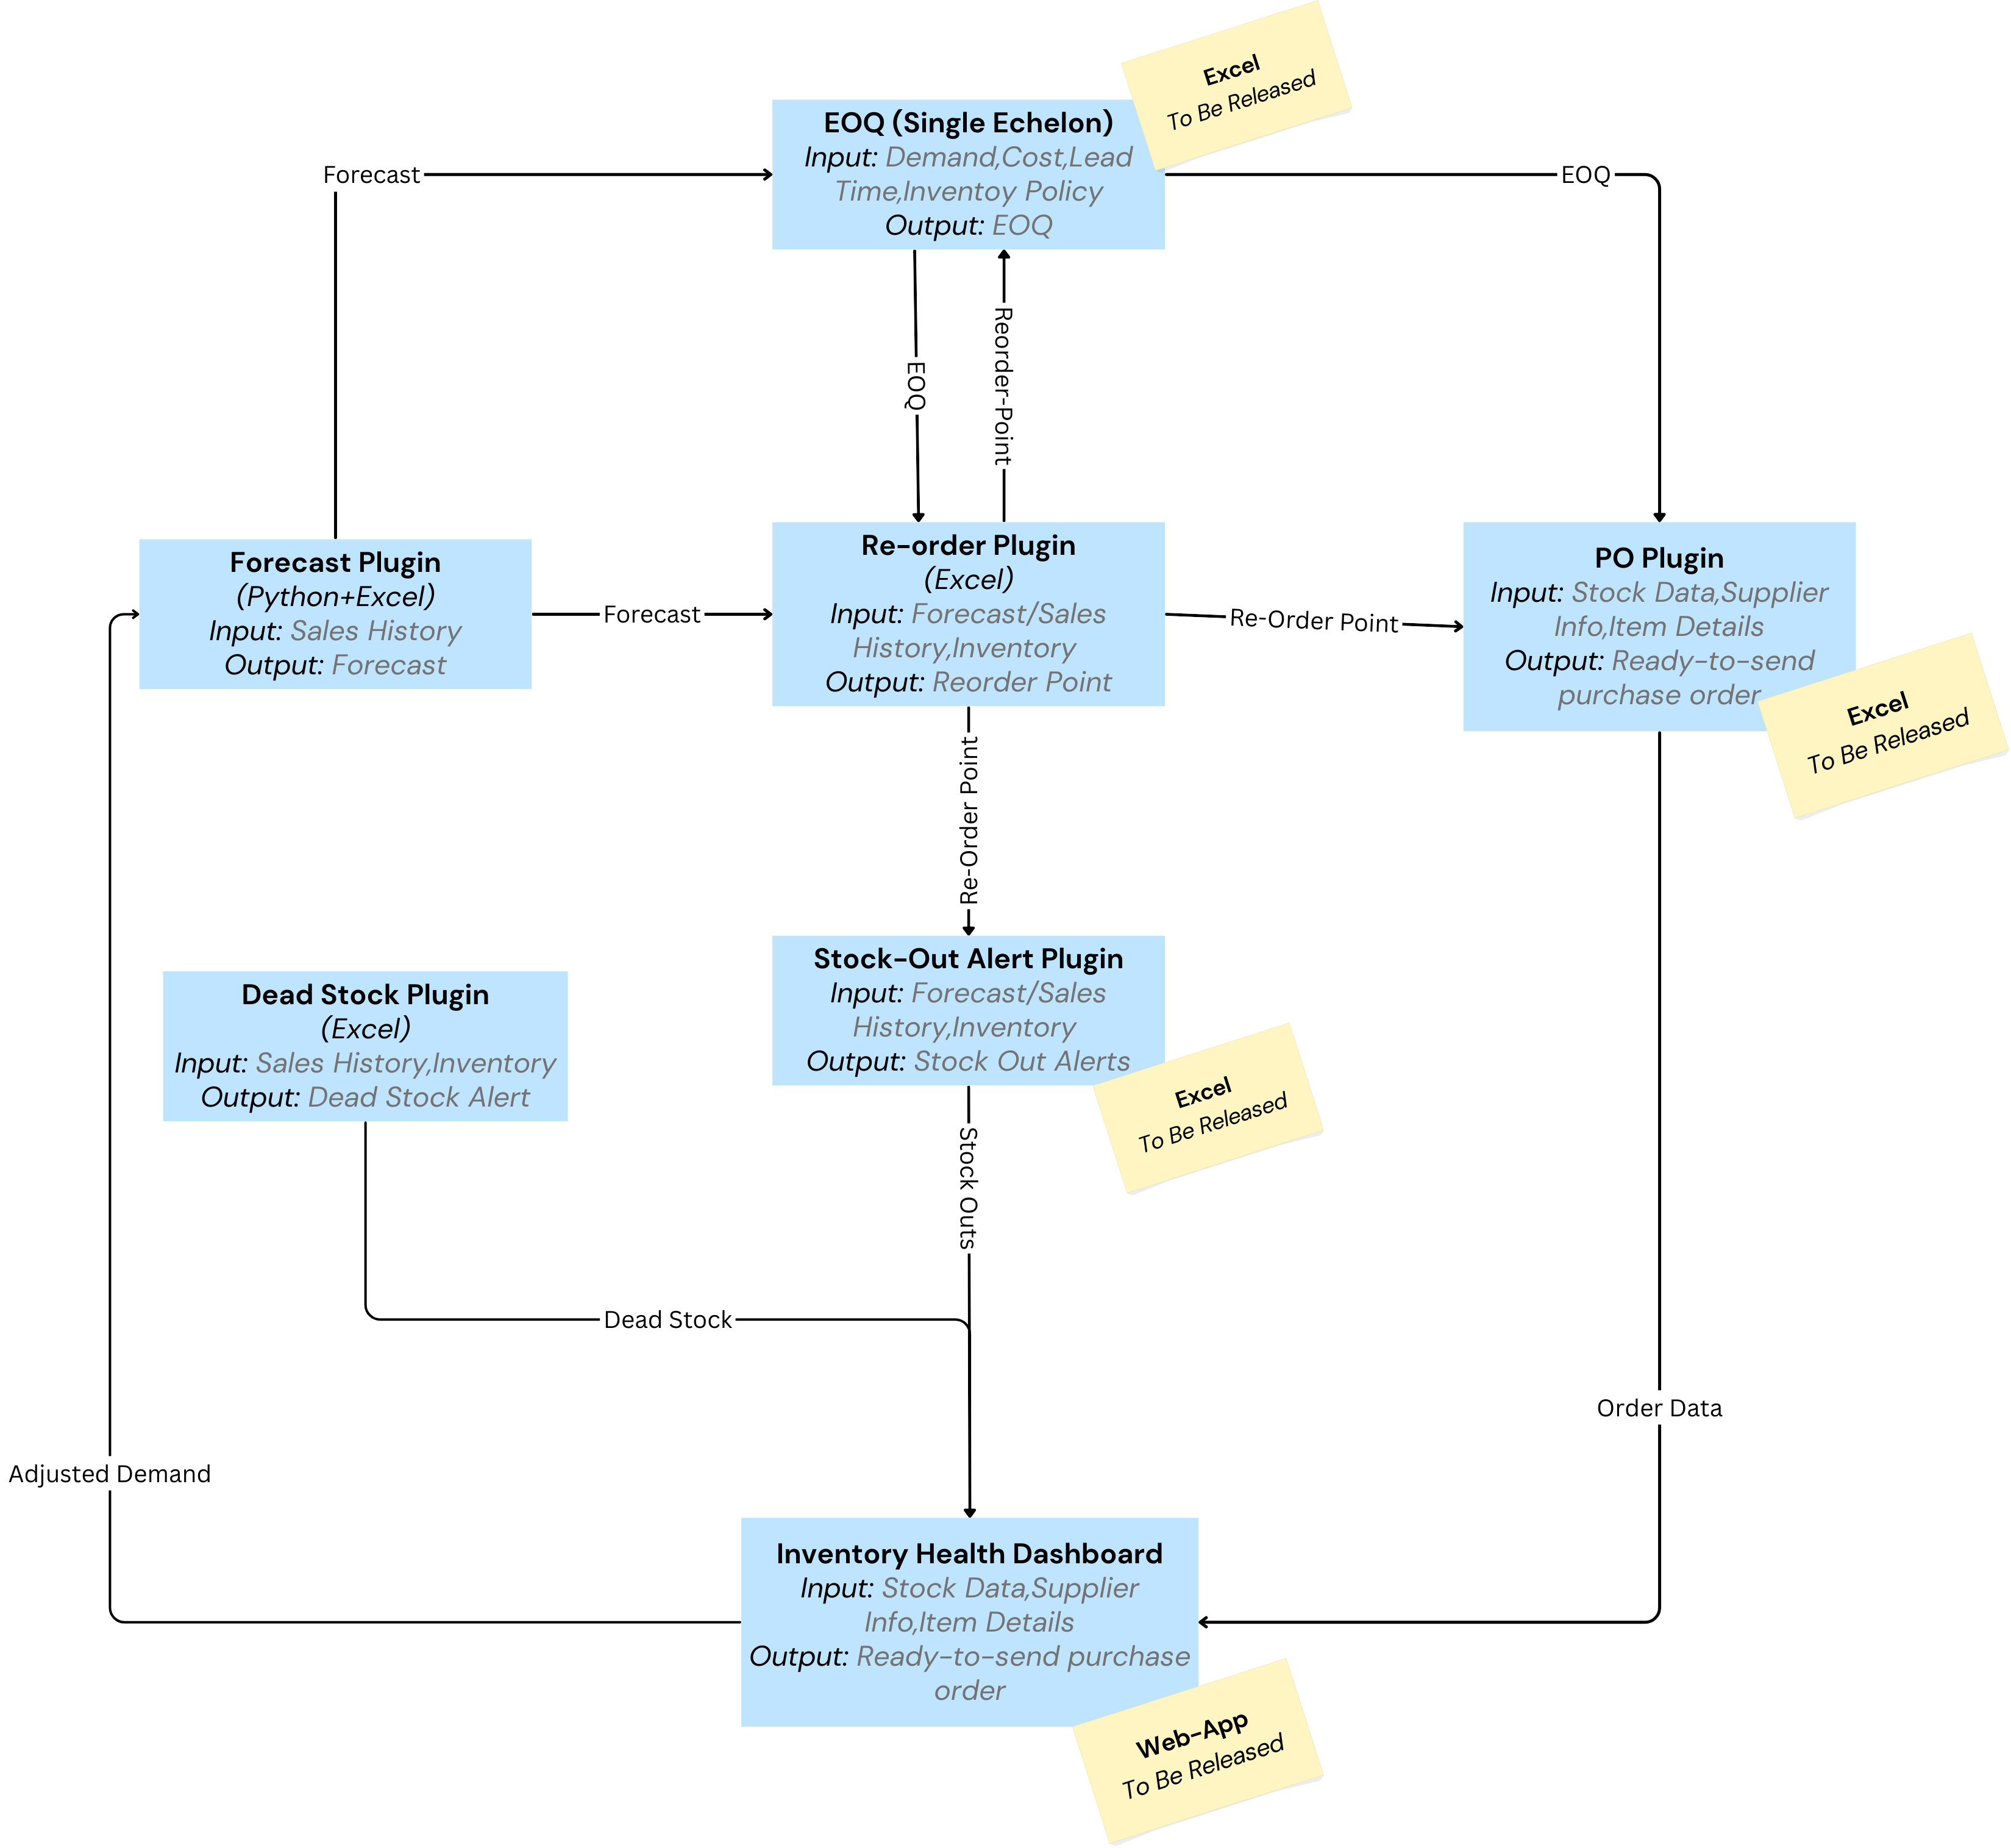 Excel
To Be Released
EOQ (Single Echelon)
Input: Demand,Cost,Lead
Time,Inventoy Policy
Output: EOQ
Forecast
EOQ
EOQ
Reorder-Point
Forecast Plugin
(Python+Excel)
Input: Sales History
Output: Forecast
Forecast
Re-order Plugin
(Excel)
Input: Forecast/Sales
History,Inventory
Output: Reorder Point
Re-Order Point
PO Plugin
Input: Stock Data,Supplier
Info,Item Details
Output: Ready-to-send
purchase order
Excel
To Be Released
Re-Order Point
Stock-Out Alert Plugin
Input: Forecast/Sales
History,Inventory
Output: Stock Out Alerts
Excel
To Be Released
Dead Stock Plugin
(Excel)
Input: Sales History,Inventory
Output: Dead Stock Alert
Stock Outs
Dead Stock
Order Data
Adjusted Demand
Inventory Health Dashboard
Input: Stock Data,Supplier
Info,Item Details
Output: Ready-to-send purchase
order
Web-App
To Be Released